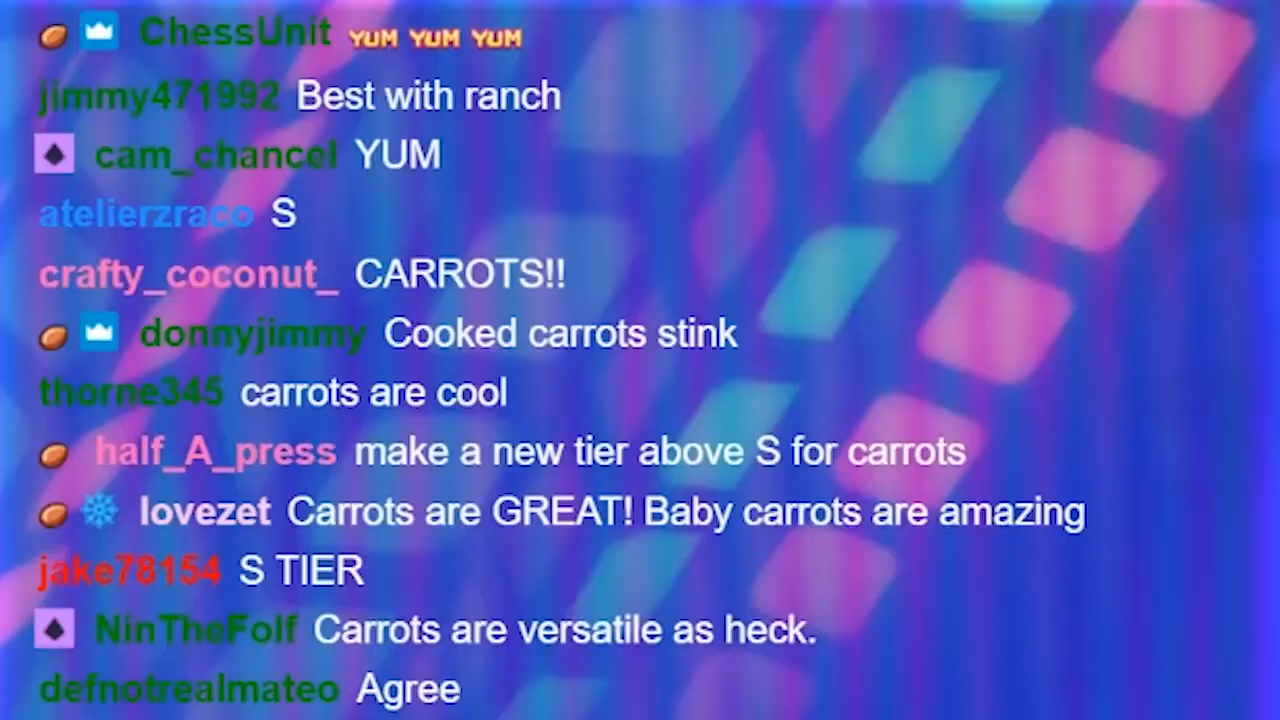 ChessUnit YUM YUM YUM
jimmy471992 Best with ranch
cam_chancel YUM
atelierzraco S
crafty_coconut_ CARROTS!!
donnyjimmy Cooked carrots stink
thorne345 carrots are cool
half_A_press make a new tier above S for carrots
lovezet Carrots are GREAT! Baby carrots are amazing
jake78154 S TIER
NinTheFolf Carrots are versatile as heck.
defnotrealmateo Agree